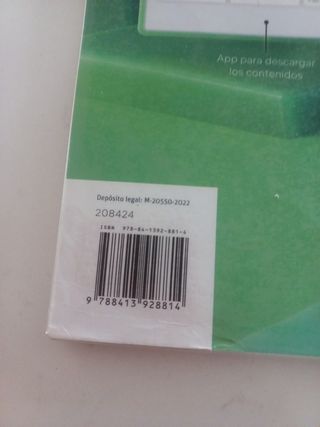 App para descargar
los contenidos
Depósito legal: M-20550-2022
208424
ISBN 978-84-1392-881-4
9 788413 928814